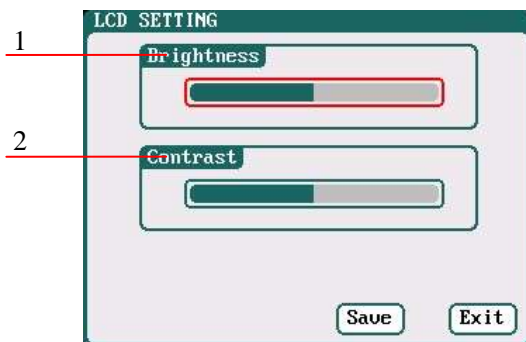 LCD SETTING
1
Brightness
2
Contrast
Save Exit